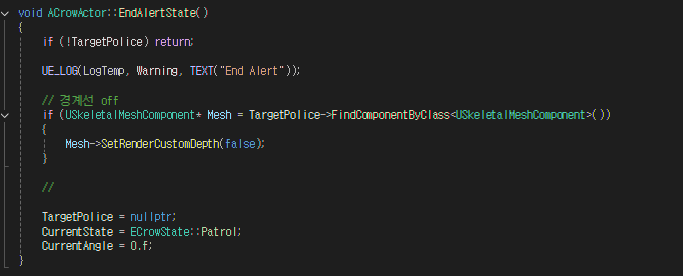 void ACrowActor::EndAlertState()
{
if (!TargetPolice) return;
UE_LOG(LogTemp, Warning, TEXT("End Alert"));
// 경계선 off
if (USkeletalMeshComponent* Mesh = TargetPolice->FindComponentByClass<USkeletalMeshComponent>())
{
Mesh->SetRenderCustomDepth(false);
}
//
TargetPolice = nullptr;
CurrentState = ECrowState::Patrol;
CurrentAngle = 0.f;
}